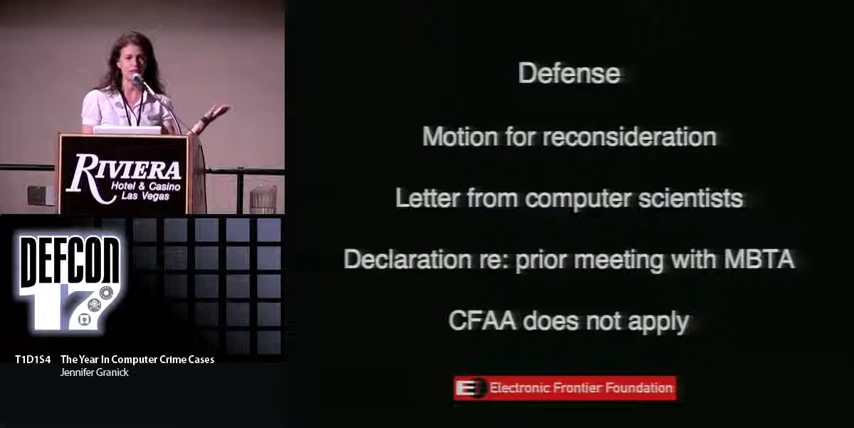 RIVIERA
Hotel & Casino
Las Vegas
DEFCON
17
T1D1S4 The Year In Computer Crime Cases
Jennifer Granick
Defense
Motion for reconsideration
Letter from computer scientists
Declaration re: prior meeting with MBTA
CFAA does not apply
Electronic Frontier Foundation